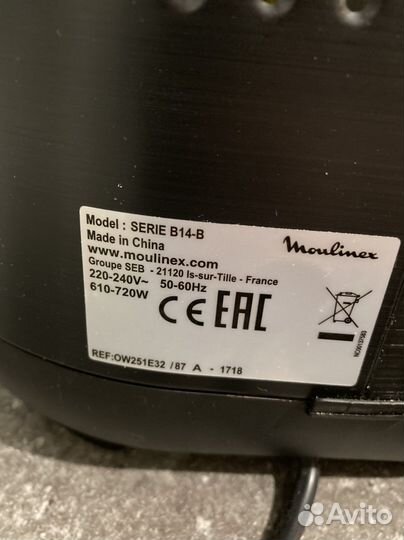 Model : SERIE B14-B
Made in China
www.moulinex.com
Groupe SEB - 21120 Is-sur-Tille - France
220-240V~ 50-60Hz
610-720W
CE EAC
Moulinex
REF:OW251E32 /87 A - 1718
Avito